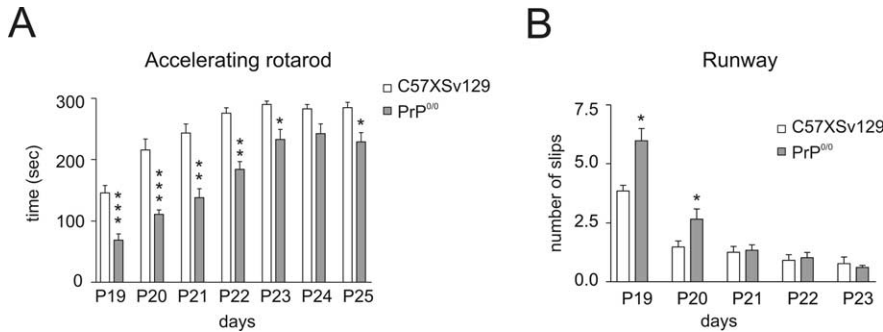 A
Accelerating rotarod
C57XSv129
PrP0/0
time (sec)
300
200
100
0
***
***
**
**
*
*
P19 P20 P21 P22 P23 P24 P25
days
B
Runway
C57XSv129
PrP0/0
number of slips
7.5
5.0
2.5
0.0
*
*
P19 P20 P21 P22 P23
days